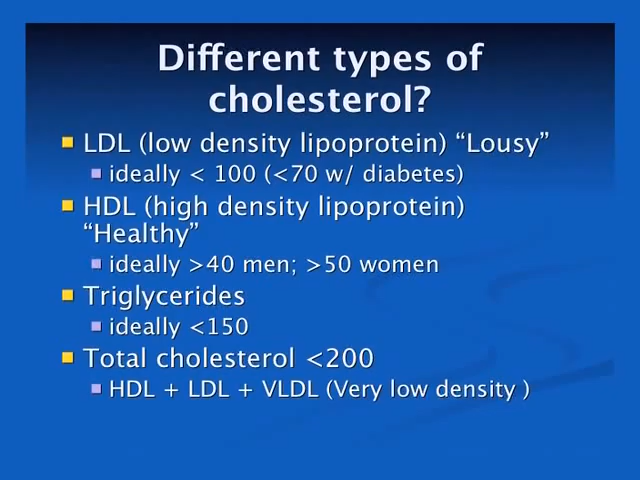 Different types of
cholesterol?
LDL (low density lipoprotein) “Lousy”
ideally < 100 (<70 w/ diabetes)
HDL (high density lipoprotein)
“Healthy”
ideally >40 men; >50 women
Triglycerides
ideally <150
Total cholesterol <200
HDL + LDL + VLDL (Very low density )